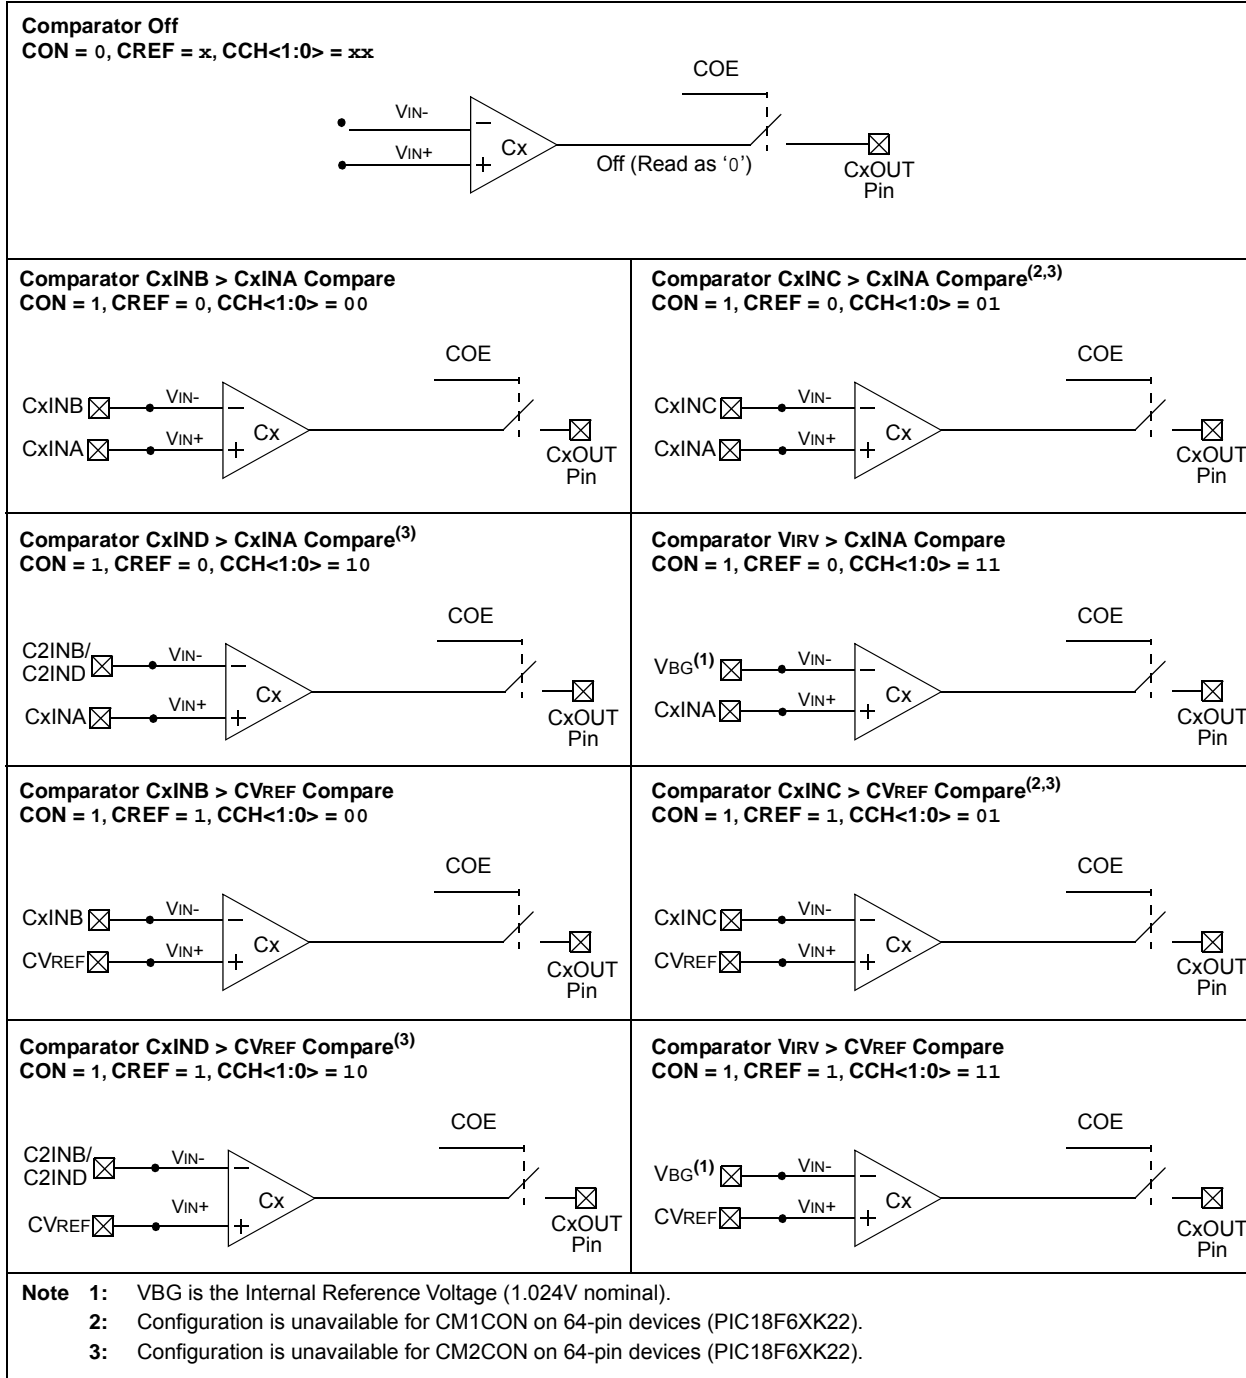 Comparator Off
CON = 0, CREF = x, CCH<1:0> = xx
COE
VIN-
VIN+
Cx
Off (Read as ‘0’)
CxOUT
Pin
Comparator CxINB > CxINA Compare
CON = 1, CREF = 0, CCH<1:0> = 00
COE
CxINB
VIN-
CxINA
VIN+
Cx
CxOUT
Pin
Comparator CxINC > CxINA Compare(2,3)
CON = 1, CREF = 0, CCH<1:0> = 01
COE
CxINC
VIN-
CxINA
VIN+
Cx
CxOUT
Pin
Comparator CxIND > CxINA Compare(3)
CON = 1, CREF = 0, CCH<1:0> = 10
COE
C2INB/
C2IND
VIN-
CxINA
VIN+
Cx
CxOUT
Pin
Comparator VIRV > CxINA Compare
CON = 1, CREF = 0, CCH<1:0> = 11
COE
VBG(1)
VIN-
CxINA
VIN+
Cx
CxOUT
Pin
Comparator CxINB > CVREF Compare
CON = 1, CREF = 1, CCH<1:0> = 00
COE
CxINB
VIN-
CVREF
VIN+
Cx
CxOUT
Pin
Comparator CxINC > CVREF Compare(2,3)
CON = 1, CREF = 1, CCH<1:0> = 01
COE
CxINC
VIN-
CVREF
VIN+
Cx
CxOUT
Pin
Comparator CxIND > CVREF Compare(3)
CON = 1, CREF = 1, CCH<1:0> = 10
COE
C2INB/
C2IND
VIN-
CVREF
VIN+
Cx
CxOUT
Pin
Comparator VIRV > CVREF Compare
CON = 1, CREF = 1, CCH<1:0> = 11
COE
VBG(1)
VIN-
CVREF
VIN+
Cx
CxOUT
Pin
Note 1: VBG is the Internal Reference Voltage (1.024V nominal).
2: Configuration is unavailable for CM1CON on 64-pin devices (PIC18F6XK22).
3: Configuration is unavailable for CM2CON on 64-pin devices (PIC18F6XK22).